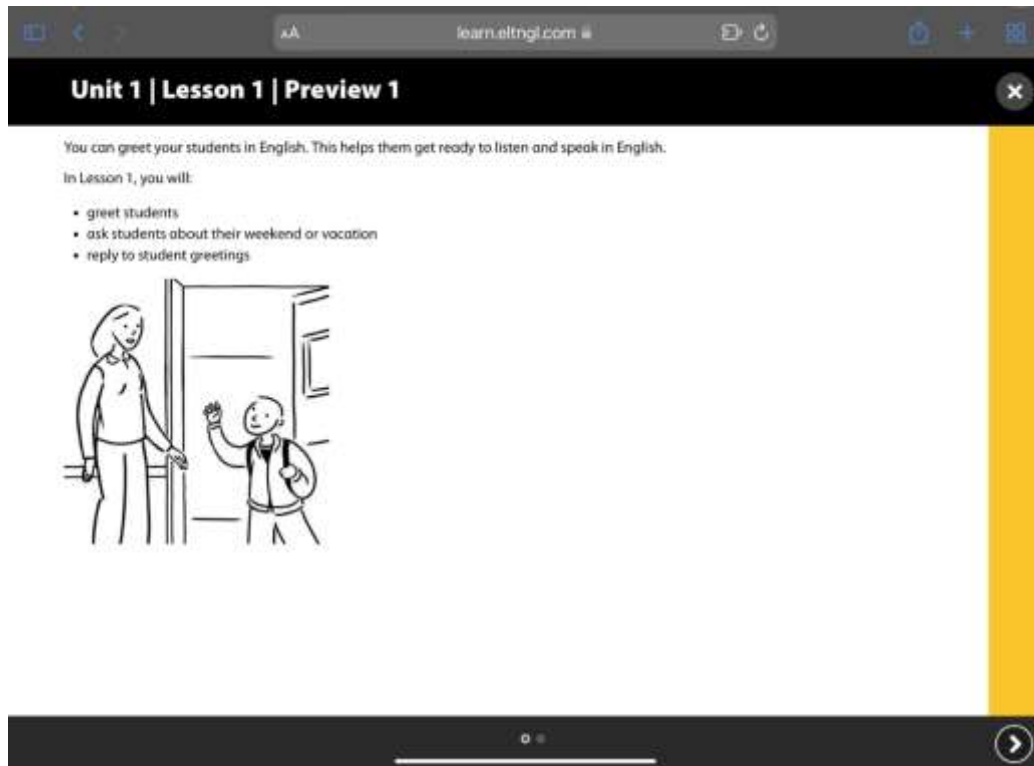 AA
learn.eltngl.com
Unit 1 | Lesson 1 | Preview 1
You can greet your students in English. This helps them get ready to listen and speak in English.
In Lesson 1, you will:
• greet students
• ask students about their weekend or vacation
• reply to student greetings